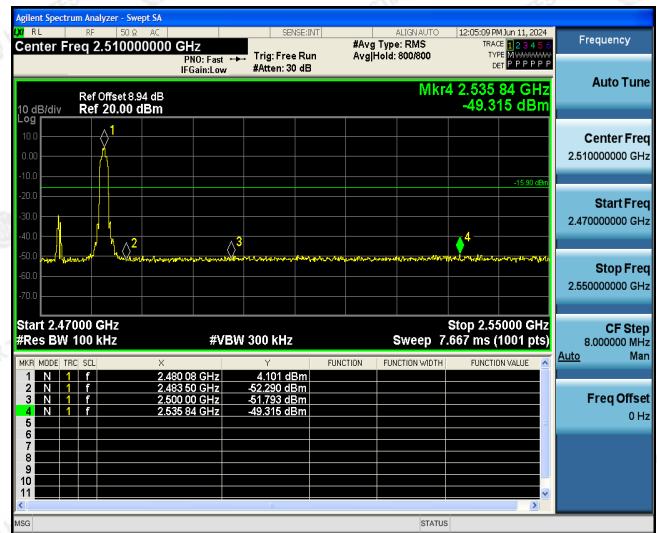 Agilent Spectrum Analyzer - Swept SA
LXI RL RF 50 Ω AC SENSE:INT ALIGN AUTO 12:05:09 PM Jun 11, 2024
Center Freq 2.510000000 GHz
PNO: Fast
IFGain:Low
Trig: Free Run
#Atten: 30 dB
#Avg Type: RMS
Avg|Hold: 800/800
TRACE 1 2 3 4 5 6
TYPE M W W W W W
DET P P P P P P
Mkr4 2.535 84 GHz
-49.315 dBm
Ref Offset 8.94 dB
10 dB/div Ref 20.00 dBm
Log
10.0
0.00
-10.0
-20.0
-30.0
-40.0
-50.0
-60.0
-70.0
1
2
3
4
-15.90 dBm
Start 2.47000 GHz Stop 2.55000 GHz
#Res BW 100 kHz #VBW 300 kHz Sweep 7.667 ms (1001 pts)
MKR MODE TRC SCL X Y FUNCTION FUNCTION WIDTH FUNCTION VALUE
1 N 1 f 2.480 08 GHz 4.101 dBm
2 N 1 f 2.483 50 GHz -52.290 dBm
3 N 1 f 2.500 00 GHz -51.793 dBm
4 N 1 f 2.535 84 GHz -49.315 dBm
5
6
7
8
9
10
11
MSG STATUS
Frequency
Auto Tune
Center Freq
2.510000000 GHz
Start Freq
2.470000000 GHz
Stop Freq
2.550000000 GHz
CF Step
8.000000 MHz
Auto Man
Freq Offset
0 Hz